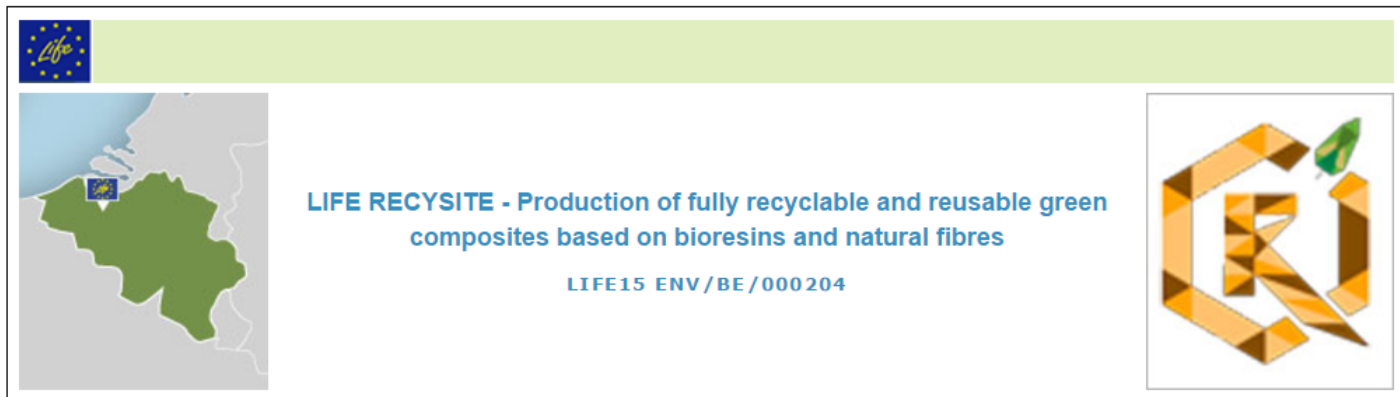 Life
LIFE RECYSITE - Production of fully recyclable and reusable green
composites based on bioresins and natural fibres
LIFE15 ENV/BE/000204
R